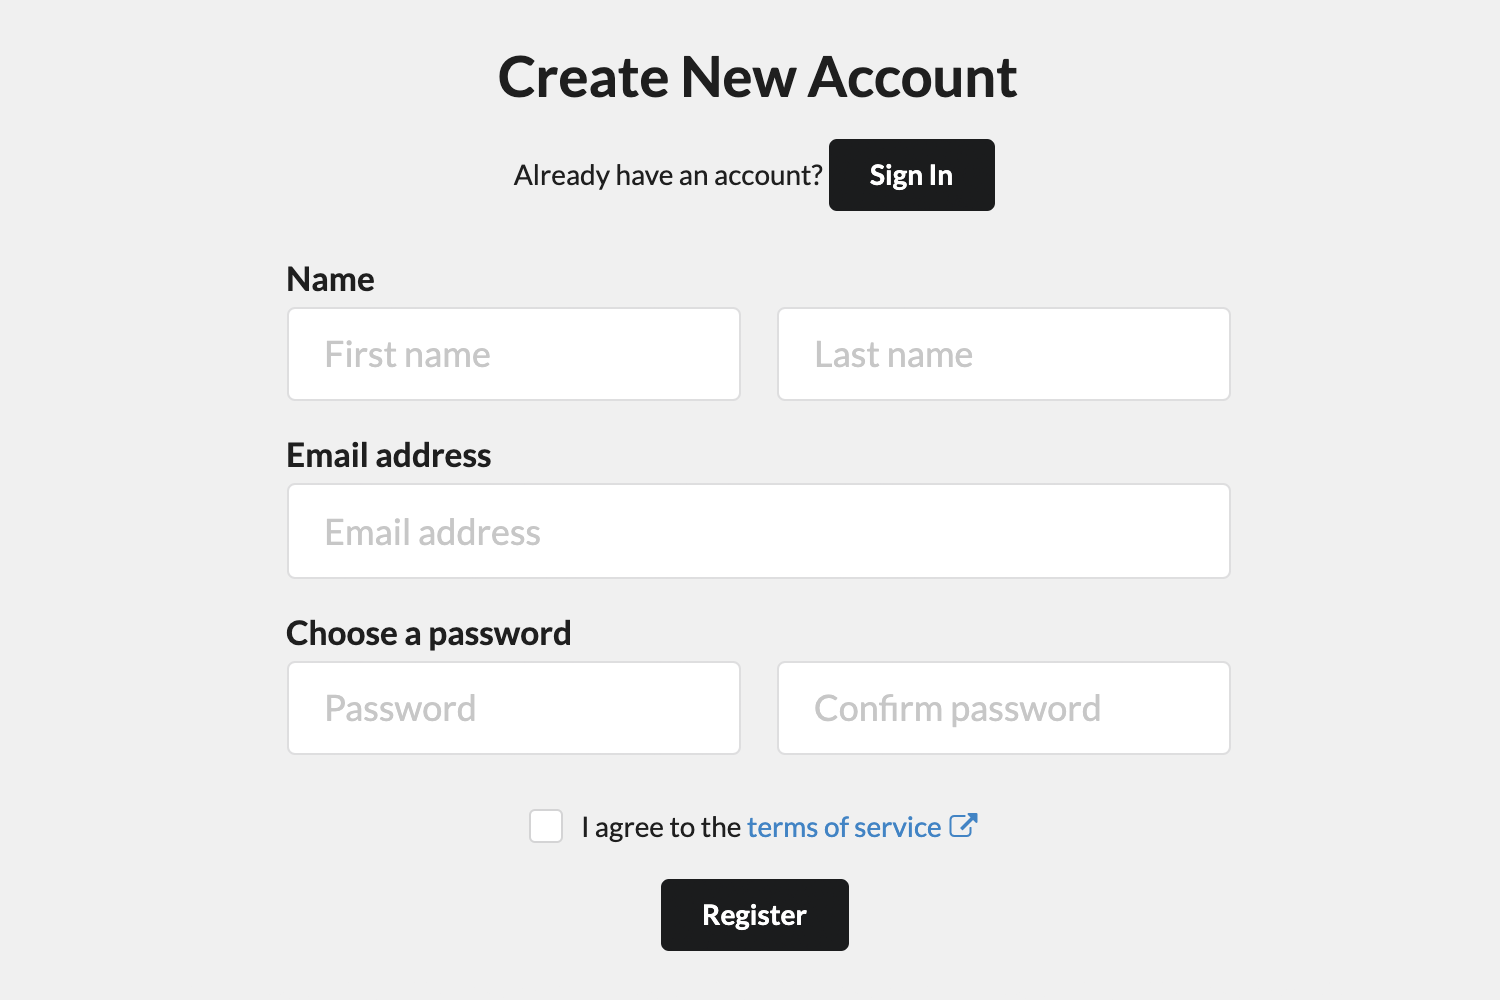 Create New Account
Already have an account? Sign In
Name
First name Last name
Email address
Email address
Choose a password
Password Confirm password
I agree to the terms of service
Register